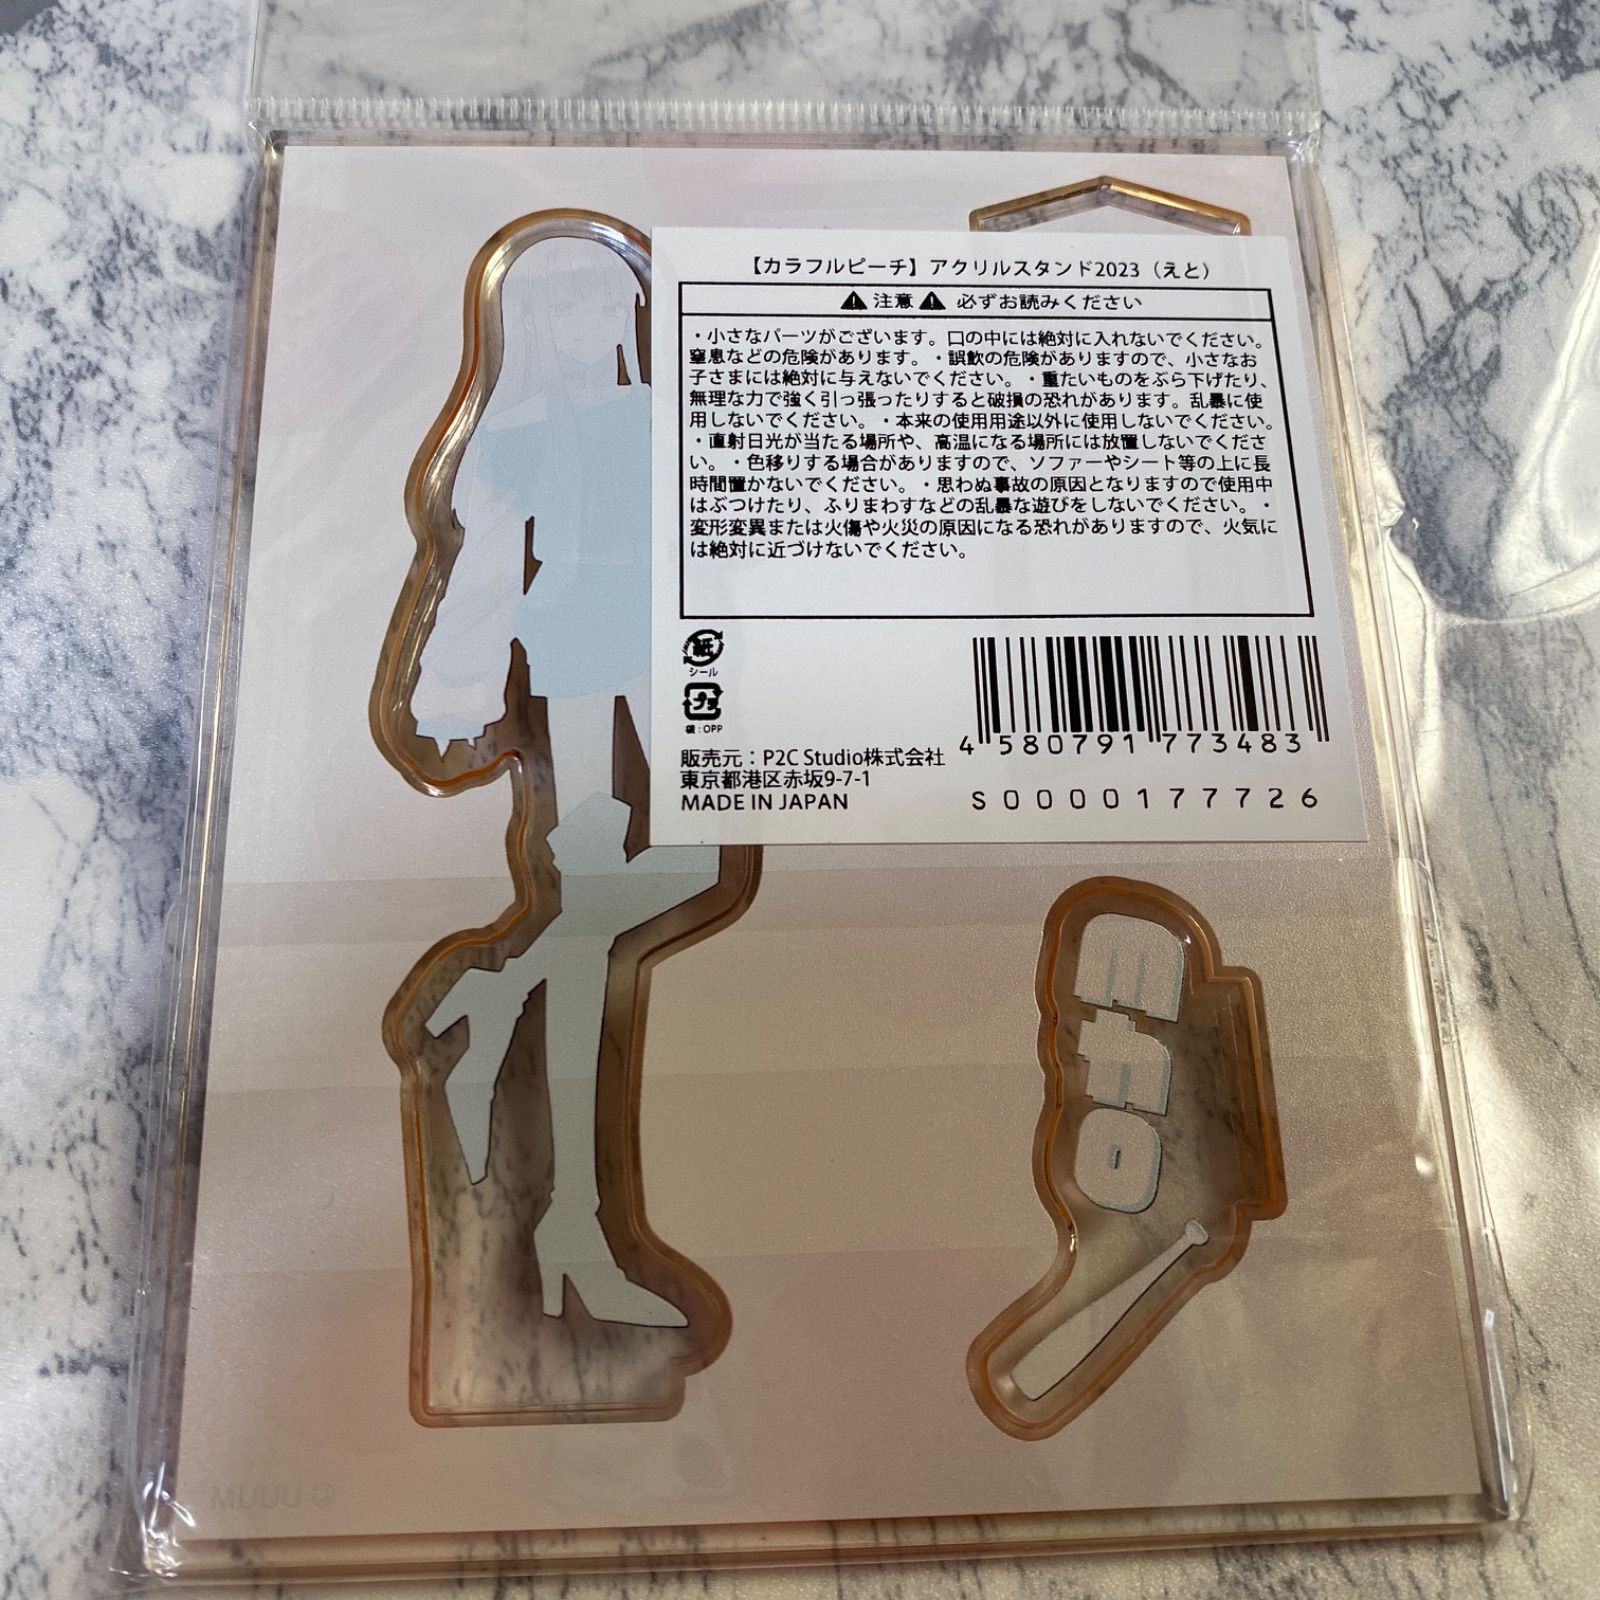 【カラフルピーチ】アクリルスタンド2023（えと）
注意 必ずお読みください
・小さなパーツがございます。口の中には絶対に入れないでください。
窒息などの危険があります。・誤飲の危険がありますので、小さなお
子さまには絶対に与えないでください。・重たいものをぶら下げたり、
無理な力で強く引っ張ったりすると破損の恐れがあります。乱暴に使
用しないでください。・本来の使用用途以外に使用しないでください。
・直射日光が当たる場所や、高温になる場所には放置しないでくださ
い。・色移りする場合がありますので、ソファーやシート等の上に長
時間置かないでください。・思わぬ事故の原因となりますので使用中
はぶつけたり、ふりまわすなどの乱暴な遊びをしないでください。・
変形変異または火傷や火災の原因になる恐れがありますので、火気に
は絶対に近づけないでください。
紙
シール
プラ
袋：OPP
販売元：P2C Studio株式会社
東京都港区赤坂9-7-1
MADE IN JAPAN
4 580791 773483
S0000177726
© UUUM